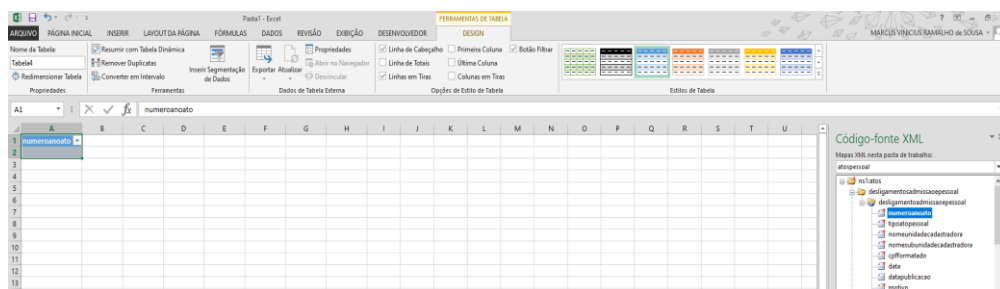 Pasta1 - Excel
FERRAMENTAS DE TABELA
ARQUIVO PÁGINA INICIAL INSERIR LAYOUT DA PÁGINA FÓRMULAS DADOS REVISÃO EXIBIÇÃO DESENVOLVEDOR DESIGN
MARCUS VINICIUS RAMALHO de SOUSA
Nome da Tabela:
Tabela4
Redimensionar Tabela
Propriedades
Resumir com Tabela Dinâmica
Remover Duplicatas
Converter em Intervalo
Inserir Segmentação de Dados
Ferramentas
Exportar Atualizar
Propriedades
Abrir no Navegador
Desvincular
Dados de Tabela Externa
Linha de Cabeçalho Primeira Coluna Botão Filtrar
Linha de Totais Última Coluna
Linhas em Tiras Colunas em Tiras
Opções de Estilo de Tabela
Estilos de Tabela
A1 fx numeroanoato
A B C D E F G H I J K L M N O P Q R S T U
1 numeroanoato
2
3
4
5
6
7
8
9
10
11
12
13
Código-fonte XML
Mapas XML nesta pasta de trabalho:
atospessoal
ns1:atos
desligamentosadmissaoepessoal
desligamentoadmissaoepessoal
numeroanoato
tipoatopessoal
nomeunidadecadastradora
nomesubunidadecadastradora
cpfformatado
data
datapublicacao
motivo